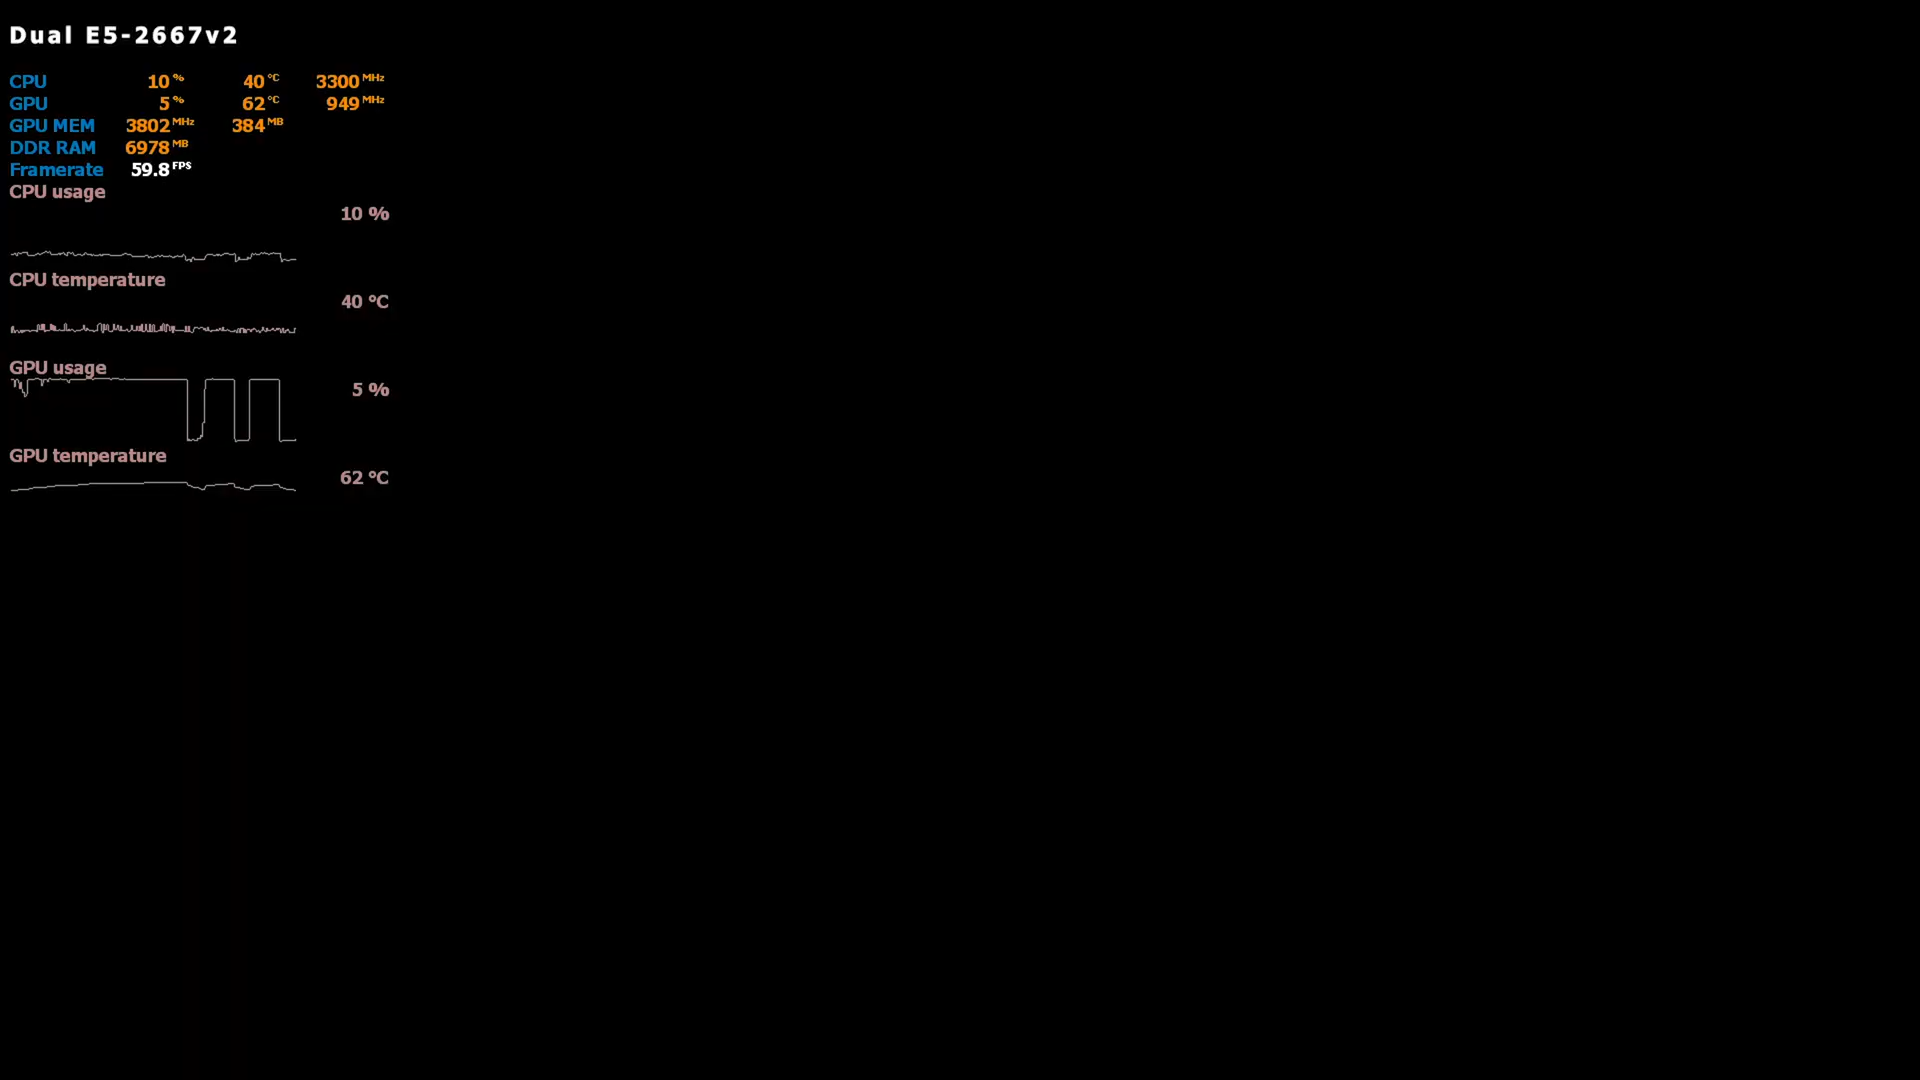 Dual E5-2667v2
CPU 10 % 40 °C 3300 MHz
GPU 5 % 62 °C 949 MHz
GPU MEM 3802 MHz 384 MB
DDR RAM 6978 MB
Framerate 59.8 FPS
CPU usage
10 %
CPU temperature
40 °C
GPU usage
5 %
GPU temperature
62 °C